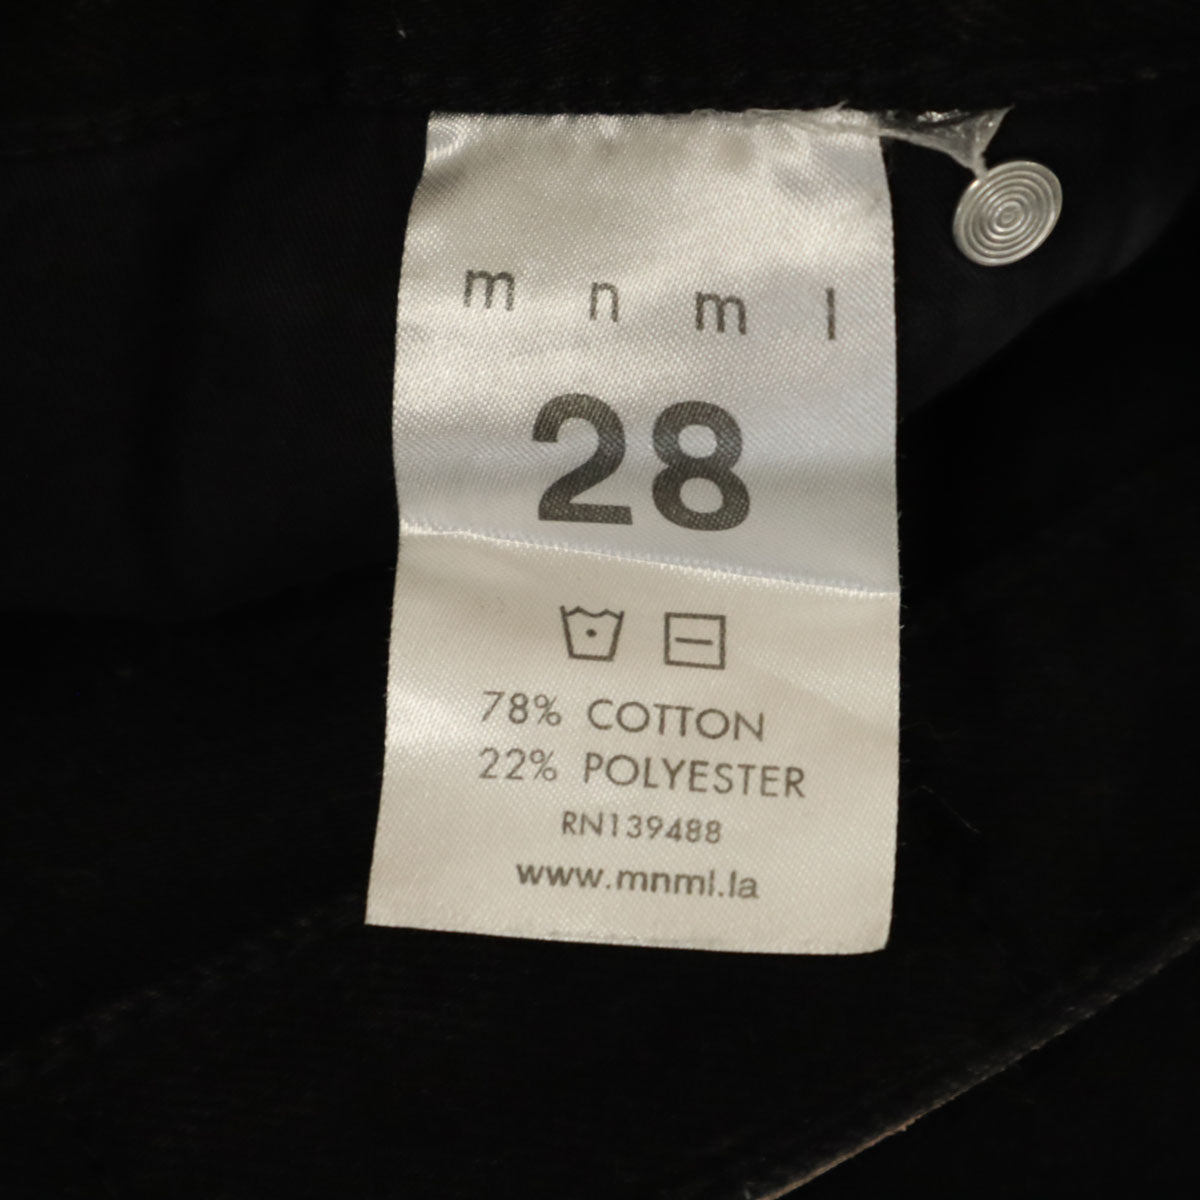 m n m l
28
78% COTTON
22% POLYESTER
RN139488
www.mnml.la